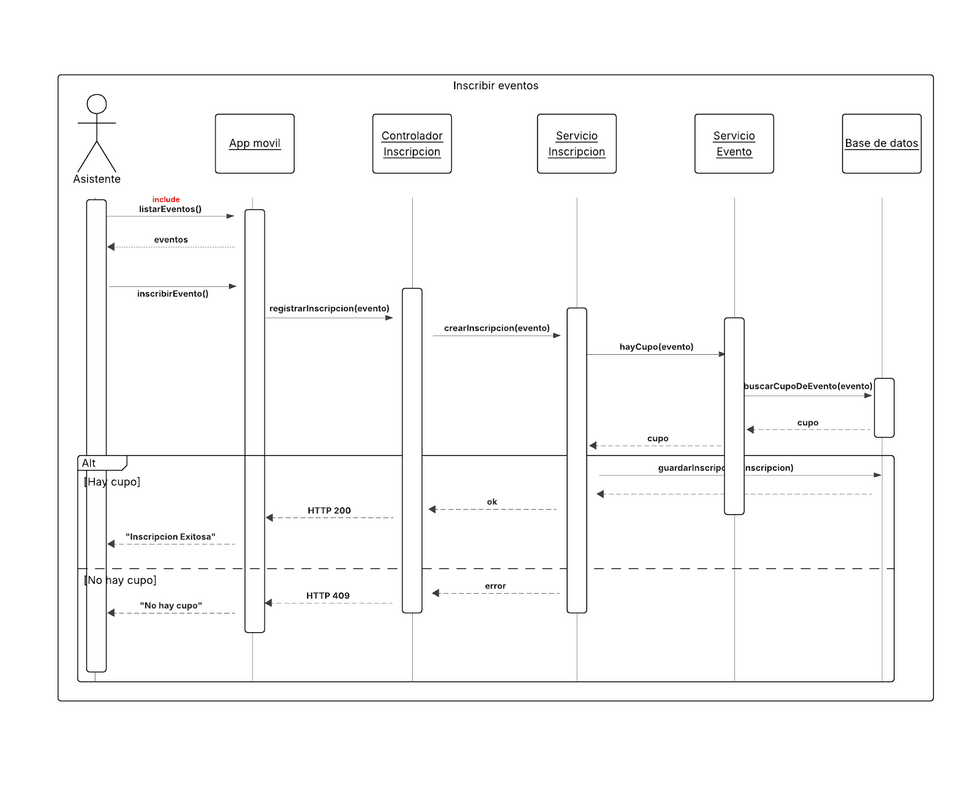 Inscribir eventos
Asistente
App movil
Controlador
Inscripcion
Servicio
Inscripcion
Servicio
Evento
Base de datos
include
listarEventos()
eventos
inscribirEvento()
registrarInscripcion(evento)
crearInscripcion(evento)
hayCupo(evento)
buscarCupoDeEvento(evento)
cupo
cupo
Alt
[Hay cupo]
guardarInscripc nscripcion)
ok
HTTP 200
"Inscripcion Exitosa"
[No hay cupo]
error
HTTP 409
"No hay cupo"